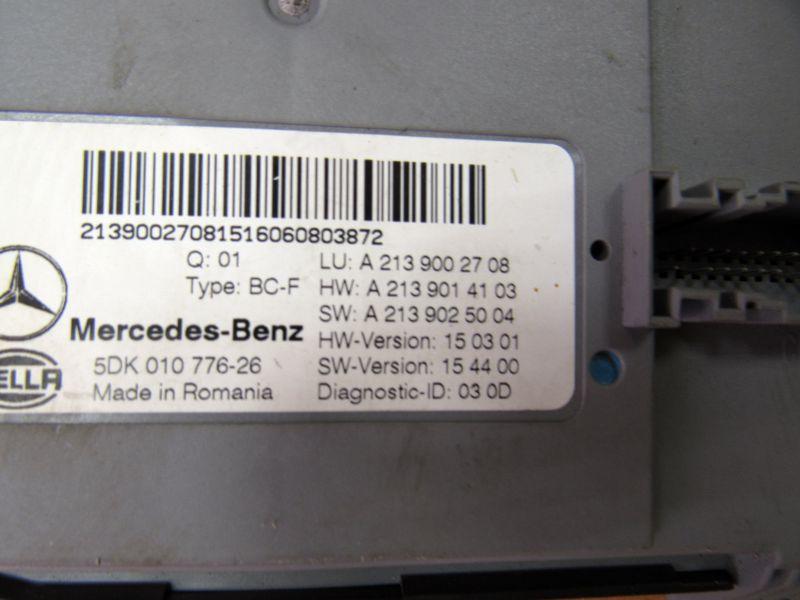 21390027081516060803872
Q: 01
LU: A 213 900 27 08
Type: BC-F
HW: A 213 901 41 03
SW: A 213 902 50 04
Mercedes-Benz
HW-Version: 15 03 01
5DK 010 776-26
SW-Version: 15 44 00
ELLA
Made in Romania
Diagnostic-ID: 03 0D